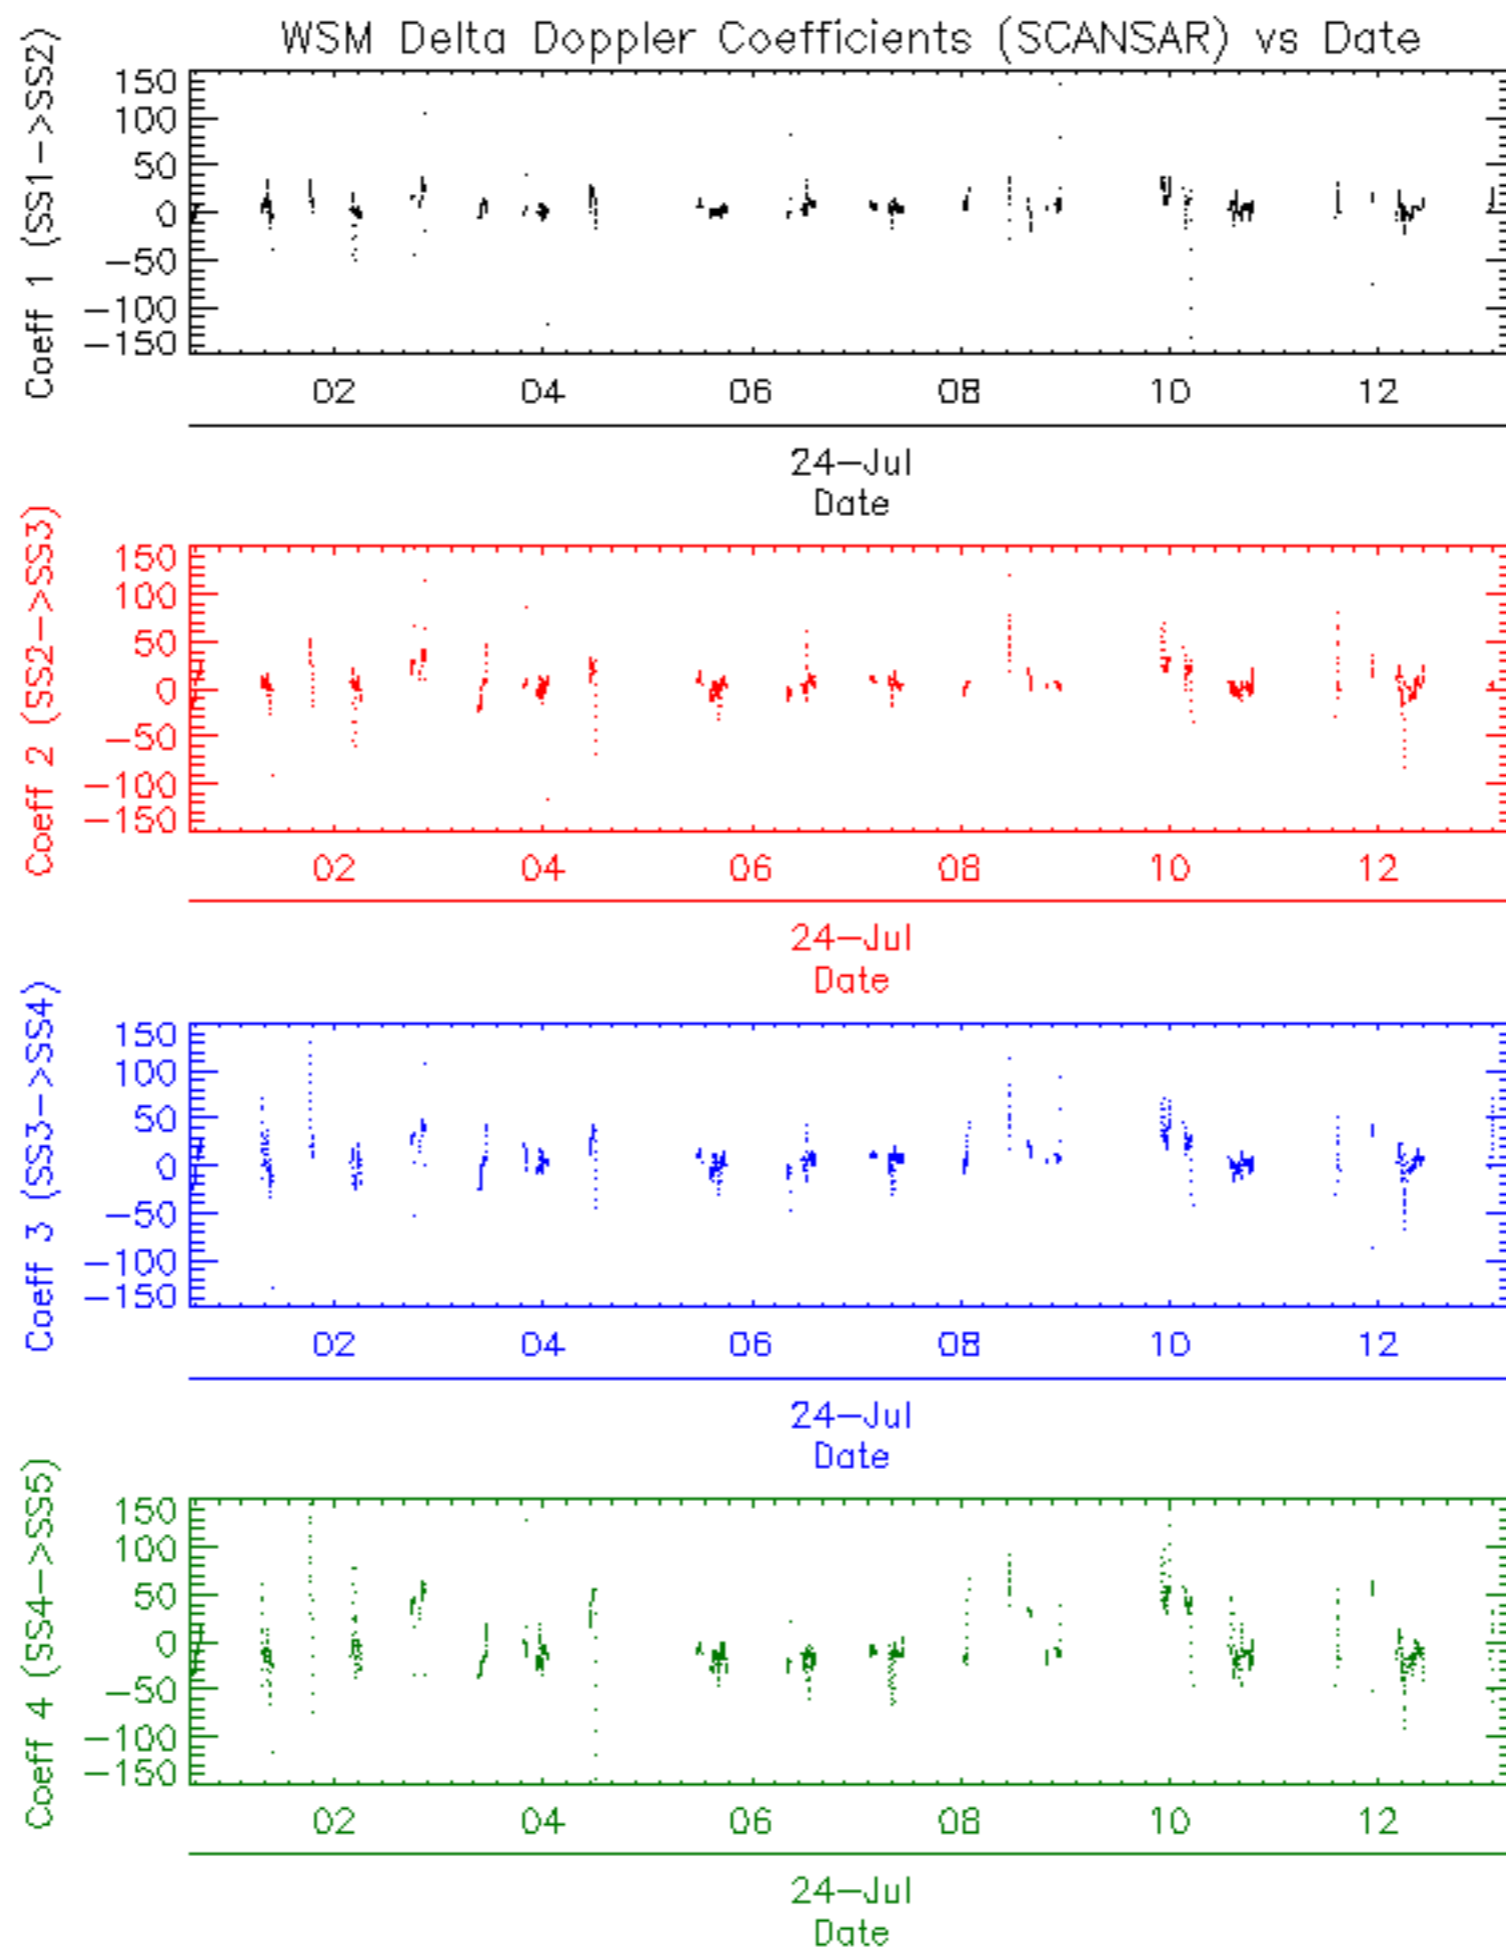 WSM Delta Doppler Coefficients (SCANSAR) vs Date
Coeff 1 (SS1->SS2)
150
100
50
0
-50
-100
-150
02 04 06 08 10 12
24-Jul
Date
Coeff 2 (SS2->SS3)
150
100
50
0
-50
-100
-150
02 04 06 08 10 12
24-Jul
Date
Coeff 3 (SS3->SS4)
150
100
50
0
-50
-100
-150
02 04 06 08 10 12
24-Jul
Date
Coeff 4 (SS4->SS5)
150
100
50
0
-50
-100
-150
02 04 06 08 10 12
24-Jul
Date